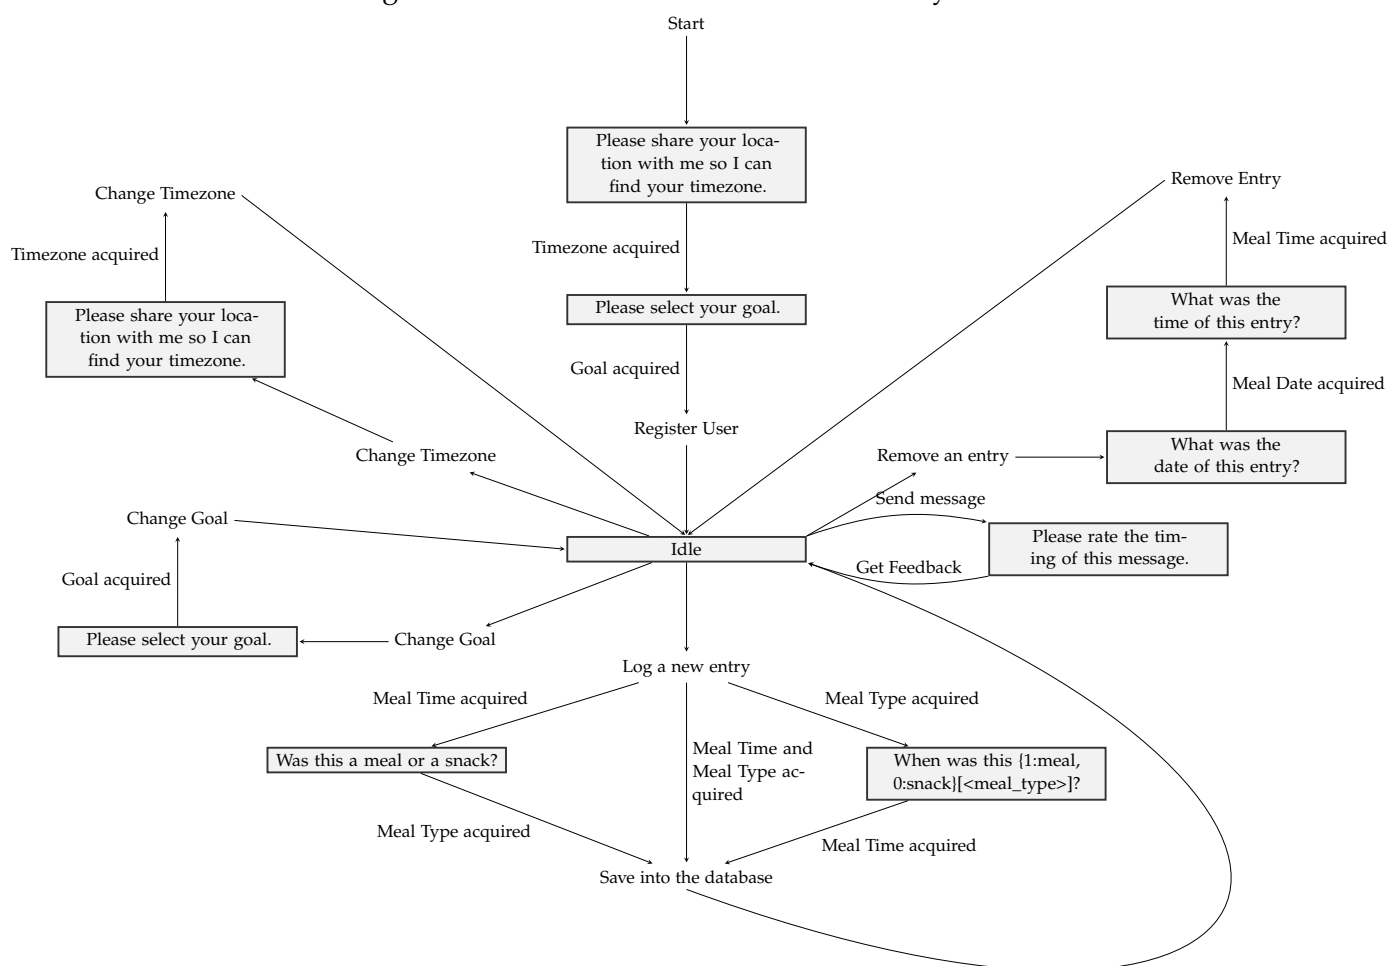 Start
Please share your loca-
tion with me so I can
find your timezone.
Change Timezone
Remove Entry
Timezone acquired
Timezone acquired
Meal Time acquired
Please share your loca-
tion with me so I can
find your timezone.
Please select your goal.
What was the
time of this entry?
Goal acquired
Meal Date acquired
Register User
Change Timezone
Remove an entry
What was the
date of this entry?
Send message
Change Goal
Idle
Please rate the tim-
ing of this message.
Get Feedback
Goal acquired
Please select your goal.
Change Goal
Log a new entry
Meal Time acquired
Meal Type acquired
Meal Time and
Meal Type ac-
quired
Was this a meal or a snack?
When was this {1:meal,
0:snack}[<meal_type>]?
Meal Type acquired
Meal Time acquired
Save into the database